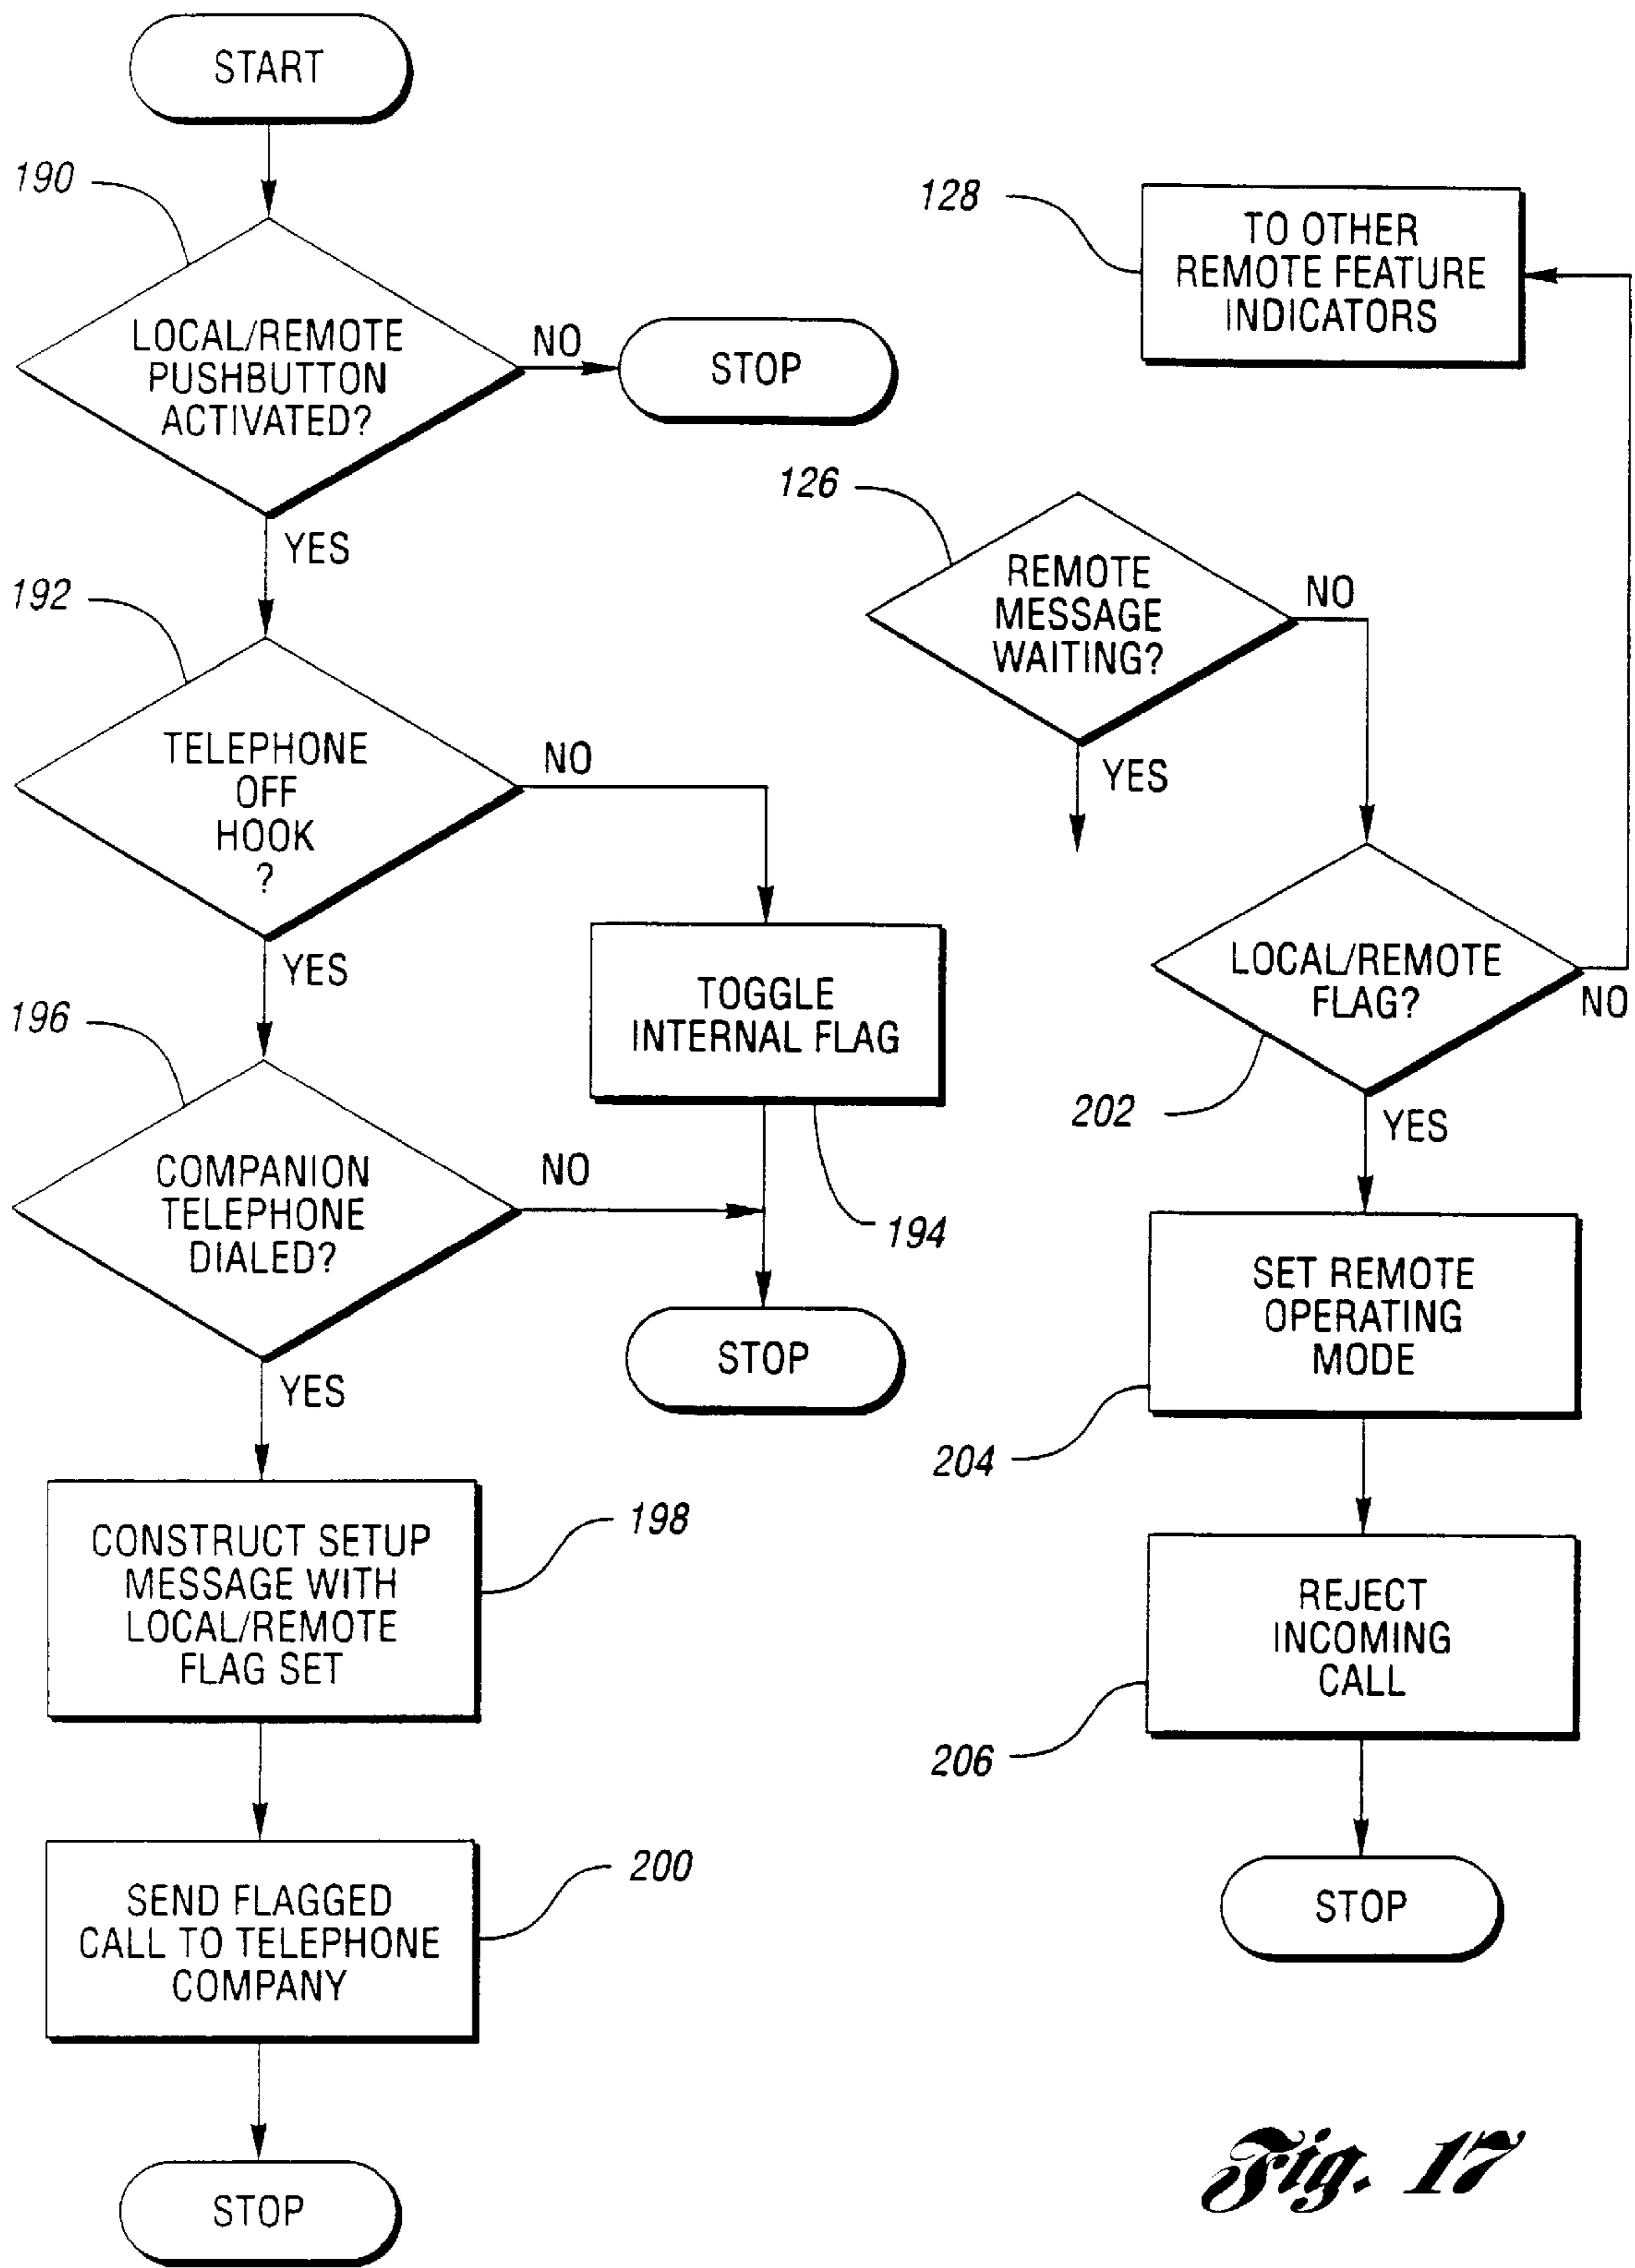 START
190
LOCAL/REMOTE
PUSHBUTTON
ACTIVATED?
NO
STOP
YES
192
TELEPHONE
OFF
HOOK
?
NO
YES
TOGGLE
INTERNAL FLAG
194
196
COMPANION
TELEPHONE
DIALED?
NO
STOP
YES
CONSTRUCT SETUP
MESSAGE WITH
LOCAL/REMOTE
FLAG SET
198
SEND FLAGGED
CALL TO TELEPHONE
COMPANY
200
STOP
128
TO OTHER
REMOTE FEATURE
INDICATORS
126
REMOTE
MESSAGE
WAITING?
NO
YES
LOCAL/REMOTE
FLAG?
NO
202
YES
SET REMOTE
OPERATING
MODE
204
REJECT
INCOMING
CALL
206
STOP
Fig. 17